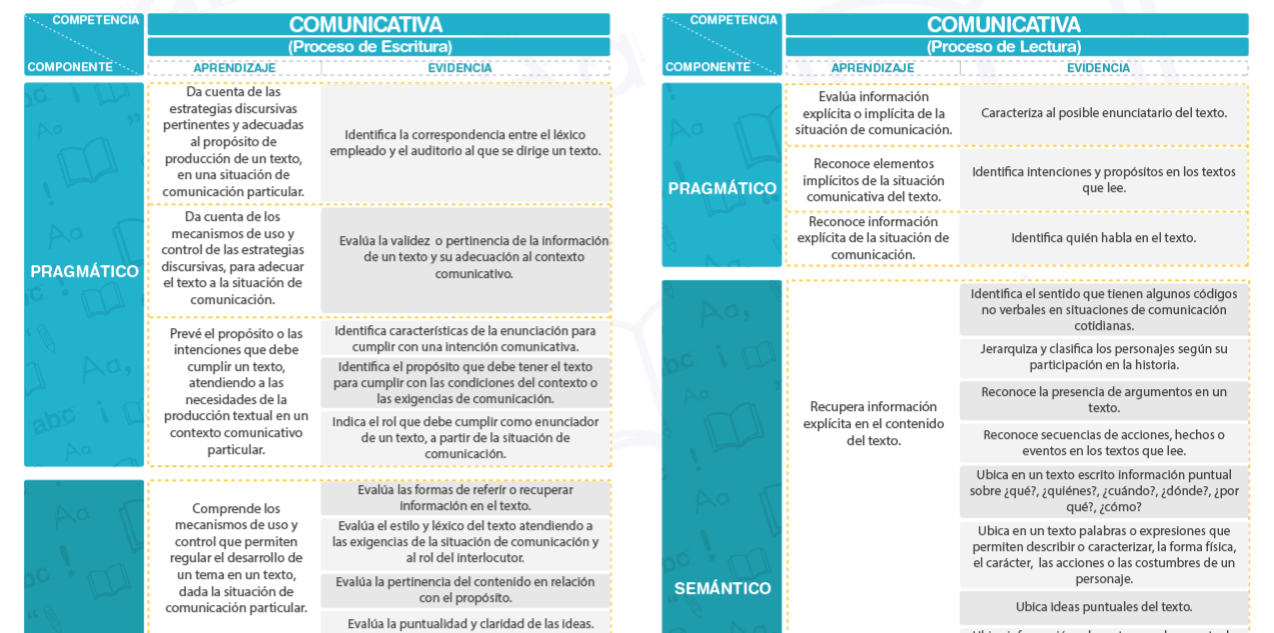 COMPETENCIA
COMPONENTE
COMUNICATIVA
(Proceso de Escritura)
APRENDIZAJE
EVIDENCIA
PRAGMÁTICO
Da cuenta de las
estrategias discursivas
pertinentes y adecuadas
al propósito de
producción de un texto,
en una situación de
comunicación particular.
Identifica la correspondencia entre el léxico
empleado y el auditorio al que se dirige un texto.
Da cuenta de los
mecanismos de uso y
control de las estrategias
discursivas, para adecuar
el texto a la situación de
comunicación.
Evalúa la validez o pertinencia de la información
de un texto y su adecuación al contexto
comunicativo.
Prevé el propósito o las
intenciones que debe
cumplir un texto,
atendiendo a las
necesidades de la
producción textual en un
contexto comunicativo
particular.
Identifica características de la enunciación para
cumplir con una intención comunicativa.
Identifica el propósito que debe tener el texto
para cumplir con las condiciones del contexto o
las exigencias de comunicación.
Indica el rol que debe cumplir como enunciador
de un texto, a partir de la situación de
comunicación.
Comprende los
mecanismos de uso y
control que permiten
regular el desarrollo de
un tema en un texto,
dada la situación de
comunicación particular.
Evalúa las formas de referir o recuperar
información en el texto.
Evalúa el estilo y léxico del texto atendiendo a
las exigencias de la situación de comunicación y
al rol del interlocutor.
Evalúa la pertinencia del contenido en relación
con el propósito.
Evalúa la puntualidad y claridad de las ideas.
COMPETENCIA
COMPONENTE
COMUNICATIVA
(Proceso de Lectura)
APRENDIZAJE
EVIDENCIA
PRAGMÁTICO
Evalúa información
explícita o implícita de la
situación de comunicación.
Caracteriza al posible enunciatario del texto.
Reconoce elementos
implícitos de la situación
comunicativa del texto.
Identifica intenciones y propósitos en los textos
que lee.
Reconoce información
explícita de la situación de
comunicación.
Identifica quién habla en el texto.
SEMÁNTICO
Recupera información
explícita en el contenido
del texto.
Identifica el sentido que tienen algunos códigos
no verbales en situaciones de comunicación
cotidianas.
Jerarquiza y clasifica los personajes según su
participación en la historia.
Reconoce la presencia de argumentos en un
texto.
Reconoce secuencias de acciones, hechos o
eventos en los textos que lee.
Ubica en un texto escrito información puntual
sobre ¿qué?, ¿quiénes?, ¿cuándo?, ¿dónde?, ¿por
qué?, ¿cómo?
Ubica en un texto palabras o expresiones que
permiten describir o caracterizar, la forma física,
el carácter, las acciones o las costumbres de un
personaje.
Ubica ideas puntuales del texto.